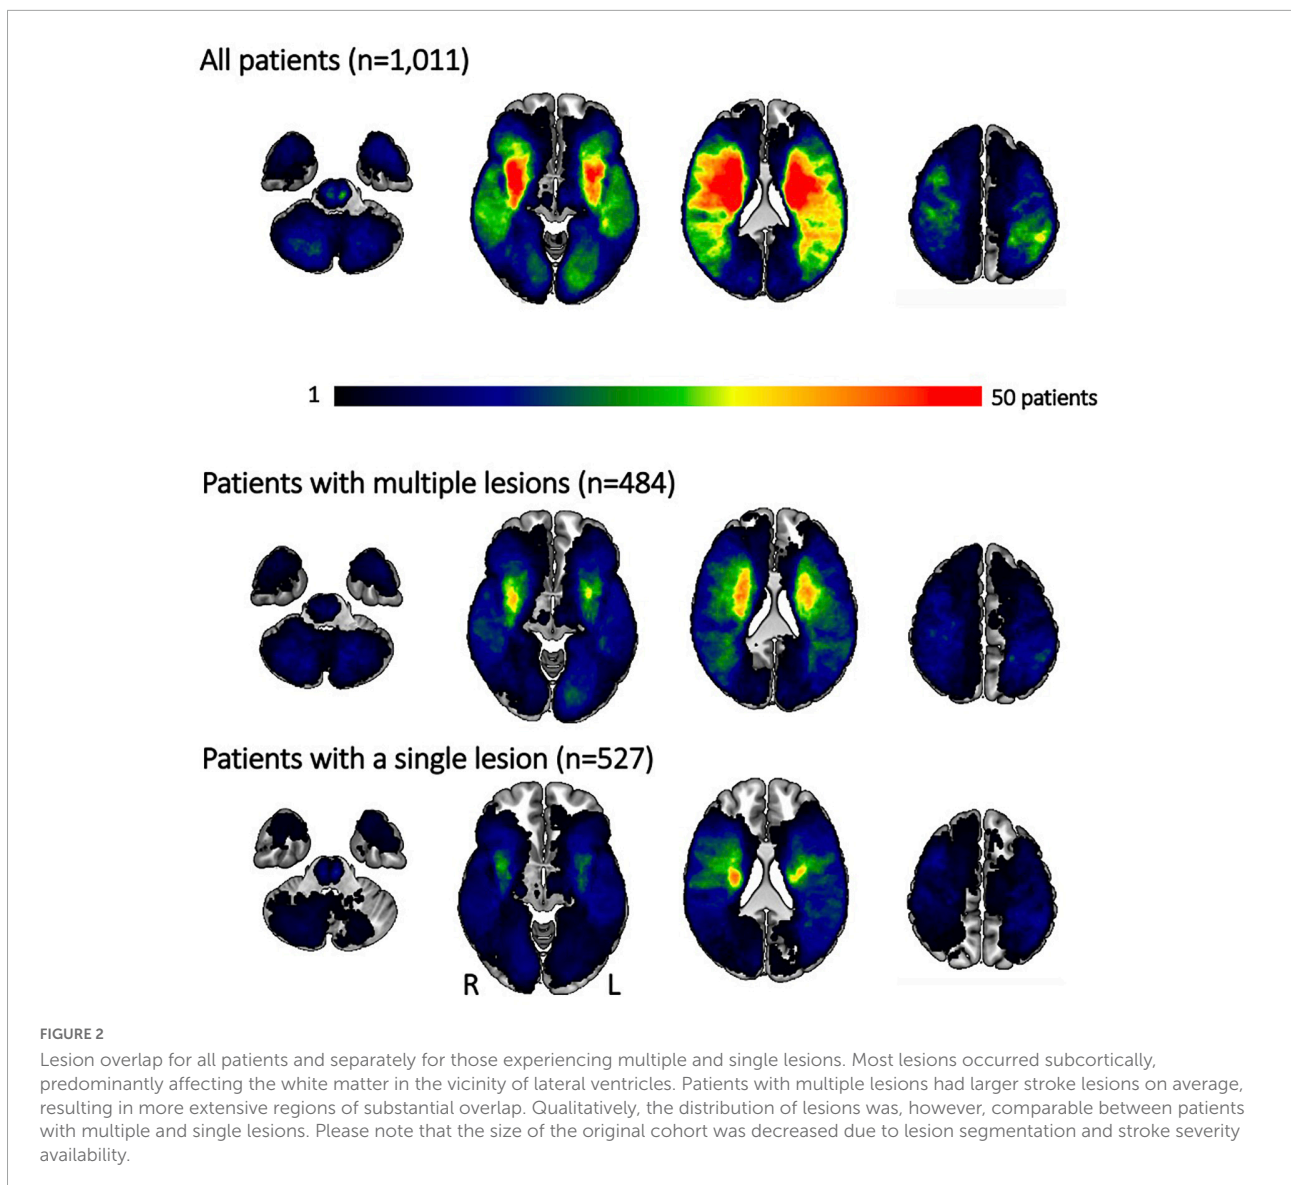 All patients (n=1,011)
1
50 patients
Patients with multiple lesions (n=484)
Patients with a single lesion (n=527)
R
L
FIGURE 2
Lesion overlap for all patients and separately for those experiencing multiple and single lesions. Most lesions occurred subcortically,
predominantly affecting the white matter in the vicinity of lateral ventricles. Patients with multiple lesions had larger stroke lesions on average,
resulting in more extensive regions of substantial overlap. Qualitatively, the distribution of lesions was, however, comparable between patients
with multiple and single lesions. Please note that the size of the original cohort was decreased due to lesion segmentation and stroke severity
availability.